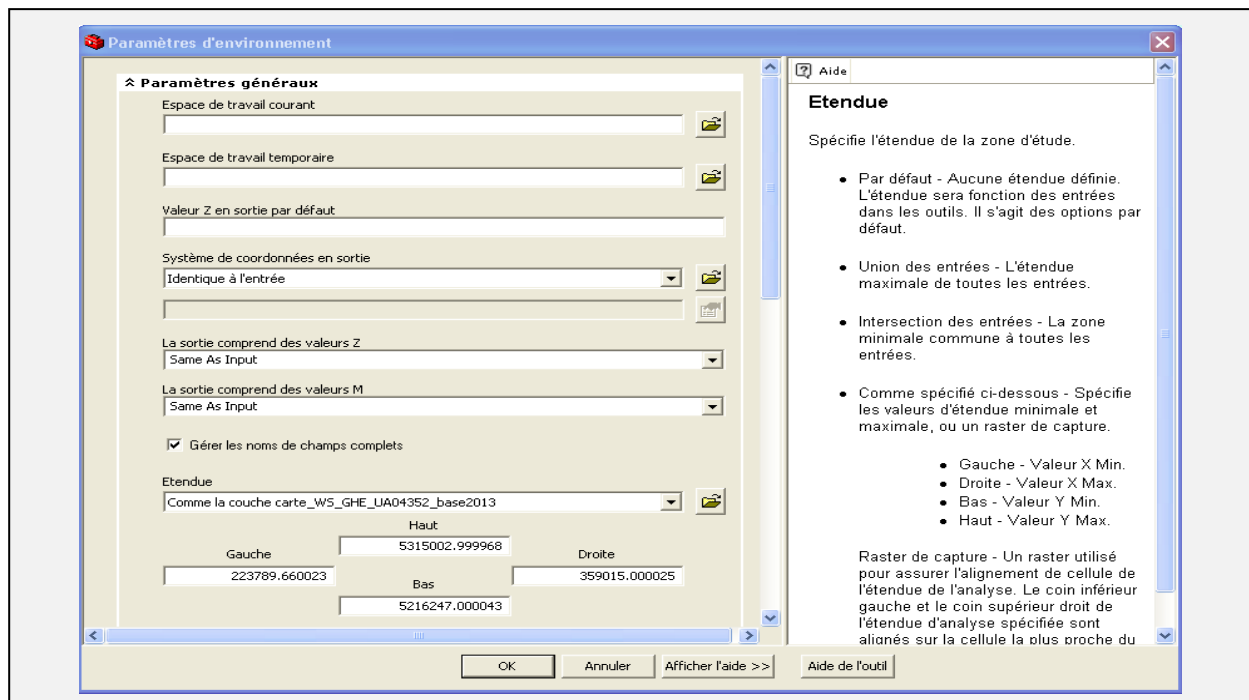 Paramètres d'environnement
Paramètres généraux
Espace de travail courant
Espace de travail temporaire
Valeur Z en sortie par défaut
Système de coordonnées en sortie
Identique à l'entrée
La sortie comprend des valeurs Z
Same As Input
La sortie comprend des valeurs M
Same As Input
Gérer les noms de champs complets
Etendue
Comme la couche carte_WS_GHE_UA04352_base2013
Haut
5315002.999968
Gauche
223789.660023
Droite
359015.000025
Bas
5216247.000043
OK
Annuler
Afficher l'aide >>
Aide
Etendue
Spécifie l'étendue de la zone d'étude.
• Par défaut - Aucune étendue définie.
L'étendue sera fonction des entrées
dans les outils. Il s'agit des options par
défaut.
• Union des entrées - L'étendue
maximale de toutes les entrées.
• Intersection des entrées - La zone
minimale commune à toutes les
entrées.
• Comme spécifié ci-dessous - Spécifie
les valeurs d'étendue minimale et
maximale, ou un raster de capture.
• Gauche - Valeur X Min.
• Droite - Valeur X Max.
• Bas - Valeur Y Min.
• Haut - Valeur Y Max.
Raster de capture - Un raster utilisé
pour assurer l'alignement de cellule de
l'étendue de l'analyse. Le coin inférieur
gauche et le coin supérieur droit de
l'étendue d'analyse spécifiée sont
alignés sur la cellule la plus proche du
Aide de l'outil